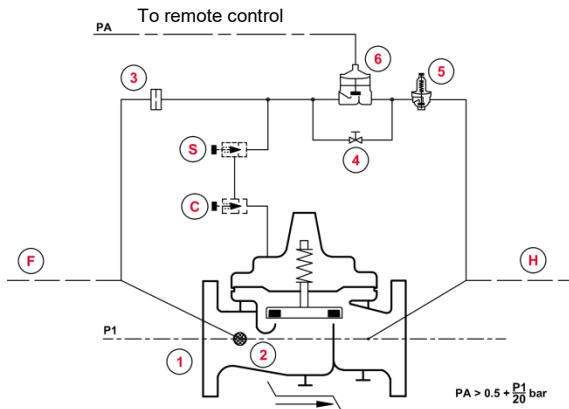 To remote control
PA
6
5
3
S
4
C
F
H
P1
1
2
PA > 0.5 + P1/20 bar